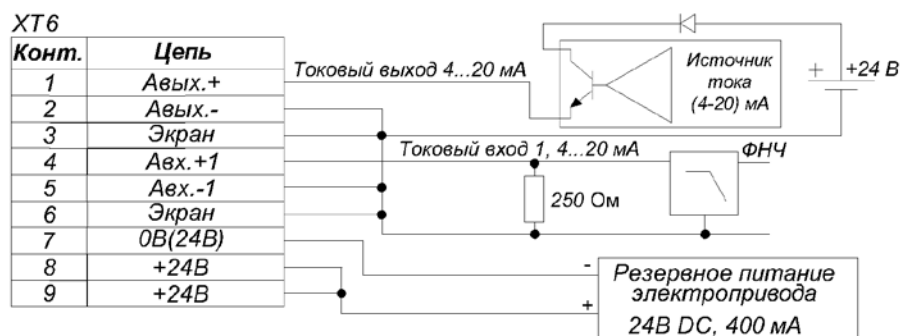 XT6
Конт. Цепь
1 Авых.+
2 Авых.-
3 Экран
4 Авх.+1
5 Авх.-1
6 Экран
7 0В(24В)
8 +24В
9 +24В
Токовый выход 4...20 мА
Источник
тока
(4-20) мА
+ +24 В
Токовый вход 1, 4...20 мА
ФНЧ
250 Ом
-
+
Резервное питание
электропривода
24В DC, 400 мА